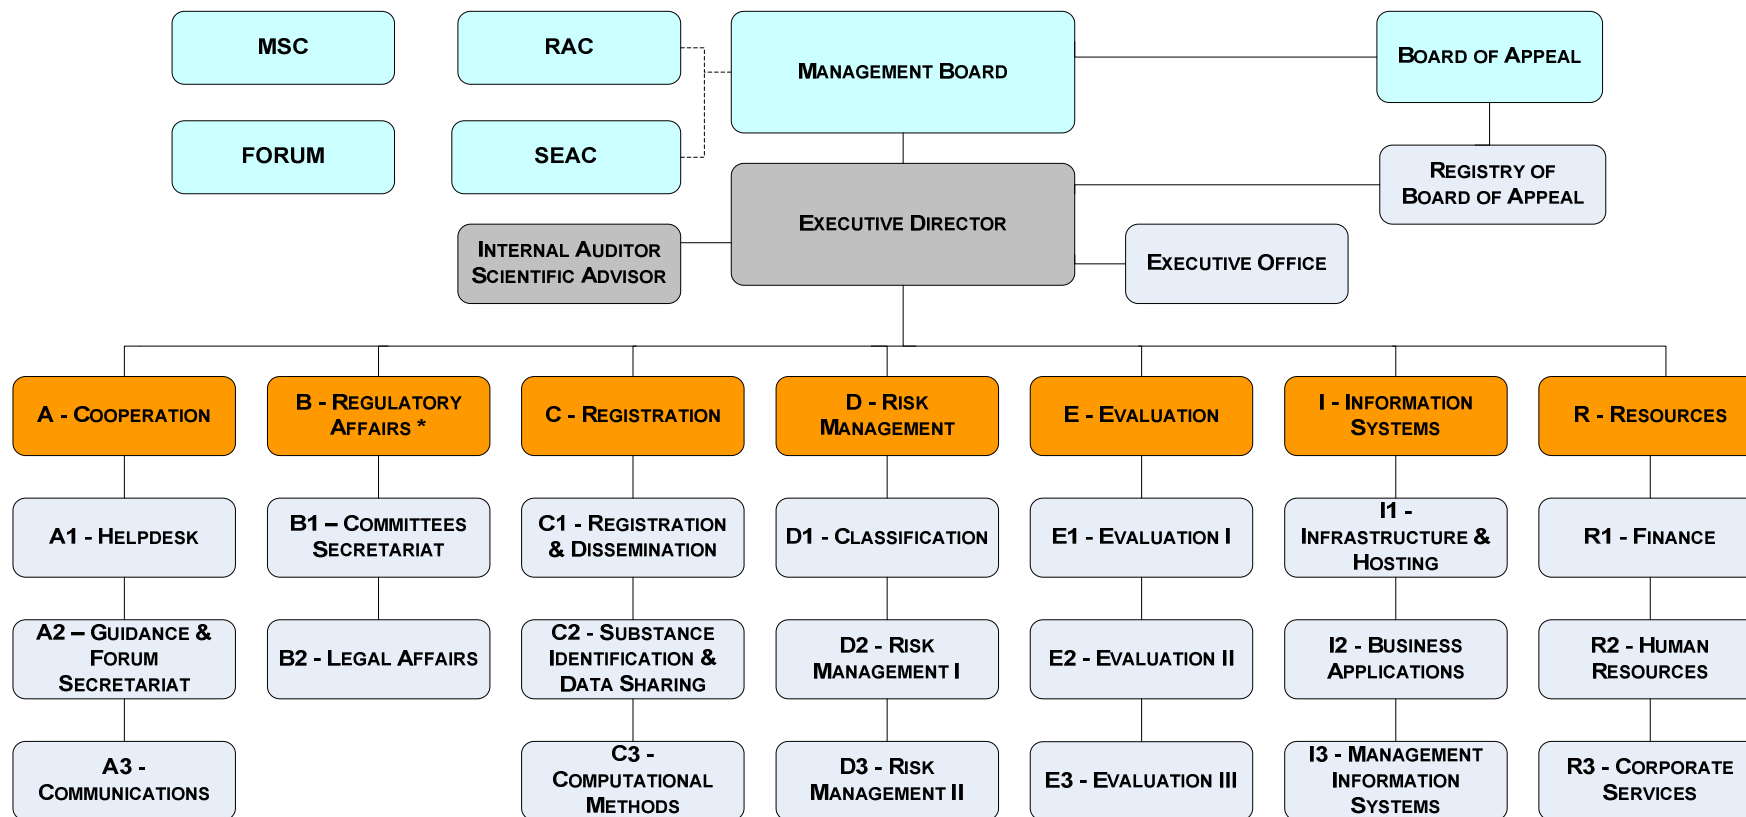 MSC
RAC
MANAGEMENT BOARD
BOARD OF APPEAL
FORUM
SEAC
REGISTRY OF
BOARD OF APPEAL
EXECUTIVE DIRECTOR
INTERNAL AUDITOR
SCIENTIFIC ADVISOR
EXECUTIVE OFFICE
A - COOPERATION
B - REGULATORY
AFFAIRS *
C - REGISTRATION
D - RISK
MANAGEMENT
E - EVALUATION
I - INFORMATION
SYSTEMS
R - RESOURCES
A1 - HELPDESK
B1 – COMMITTEES
SECRETARIAT
C1 - REGISTRATION
& DISSEMINATION
D1 - CLASSIFICATION
E1 - EVALUATION I
I1 -
INFRASTRUCTURE &
HOSTING
R1 - FINANCE
A2 – GUIDANCE &
FORUM
SECRETARIAT
B2 - LEGAL AFFAIRS
C2 - SUBSTANCE
IDENTIFICATION &
DATA SHARING
D2 - RISK
MANAGEMENT I
E2 - EVALUATION II
I2 - BUSINESS
APPLICATIONS
R2 - HUMAN
RESOURCES
A3 -
COMMUNICATIONS
C3 -
COMPUTATIONAL
METHODS
D3 - RISK
MANAGEMENT II
E3 - EVALUATION III
I3 - MANAGEMENT
INFORMATION
SYSTEMS
R3 - CORPORATE
SERVICES